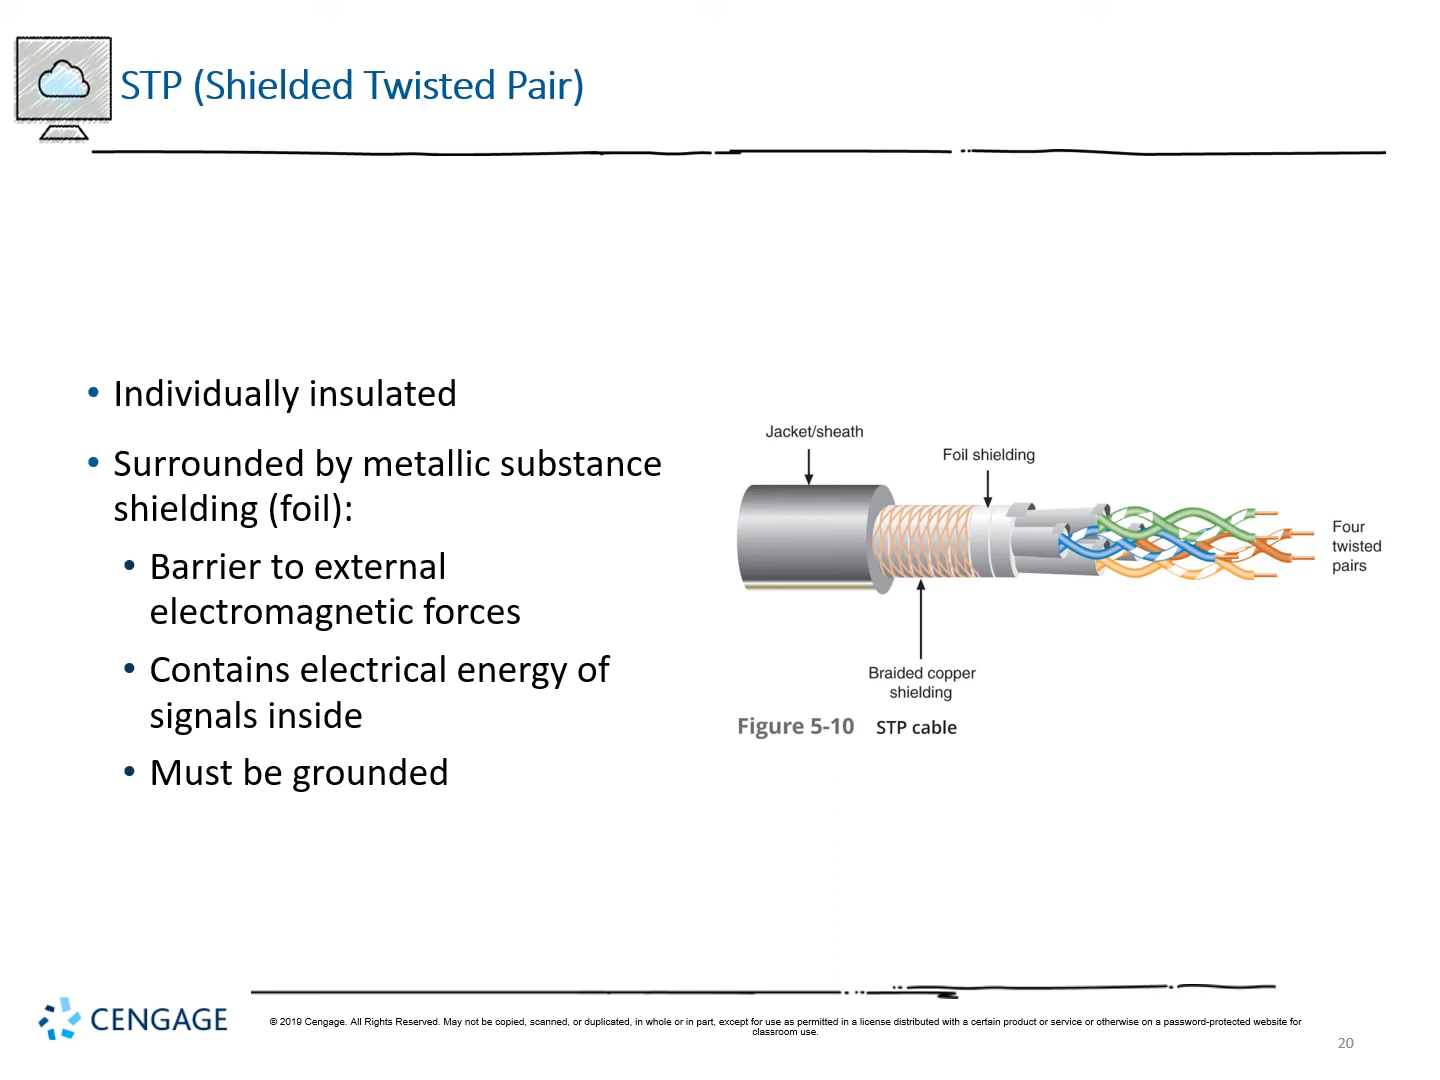 STP (Shielded Twisted Pair)
• Individually insulated
• Surrounded by metallic substance
shielding (foil):
• Barrier to external
electromagnetic forces
• Contains electrical energy of
signals inside
• Must be grounded
Jacket/sheath
Foil shielding
Four
twisted
pairs
Braided copper
shielding
Figure 5-10 STP cable
CENGAGE
© 2019 Cengage. All Rights Reserved. May not be copied, scanned, or duplicated, in whole or in part, except for use as permitted in a license distributed with a certain product or service or otherwise on a password-protected website for
classroom use.
20